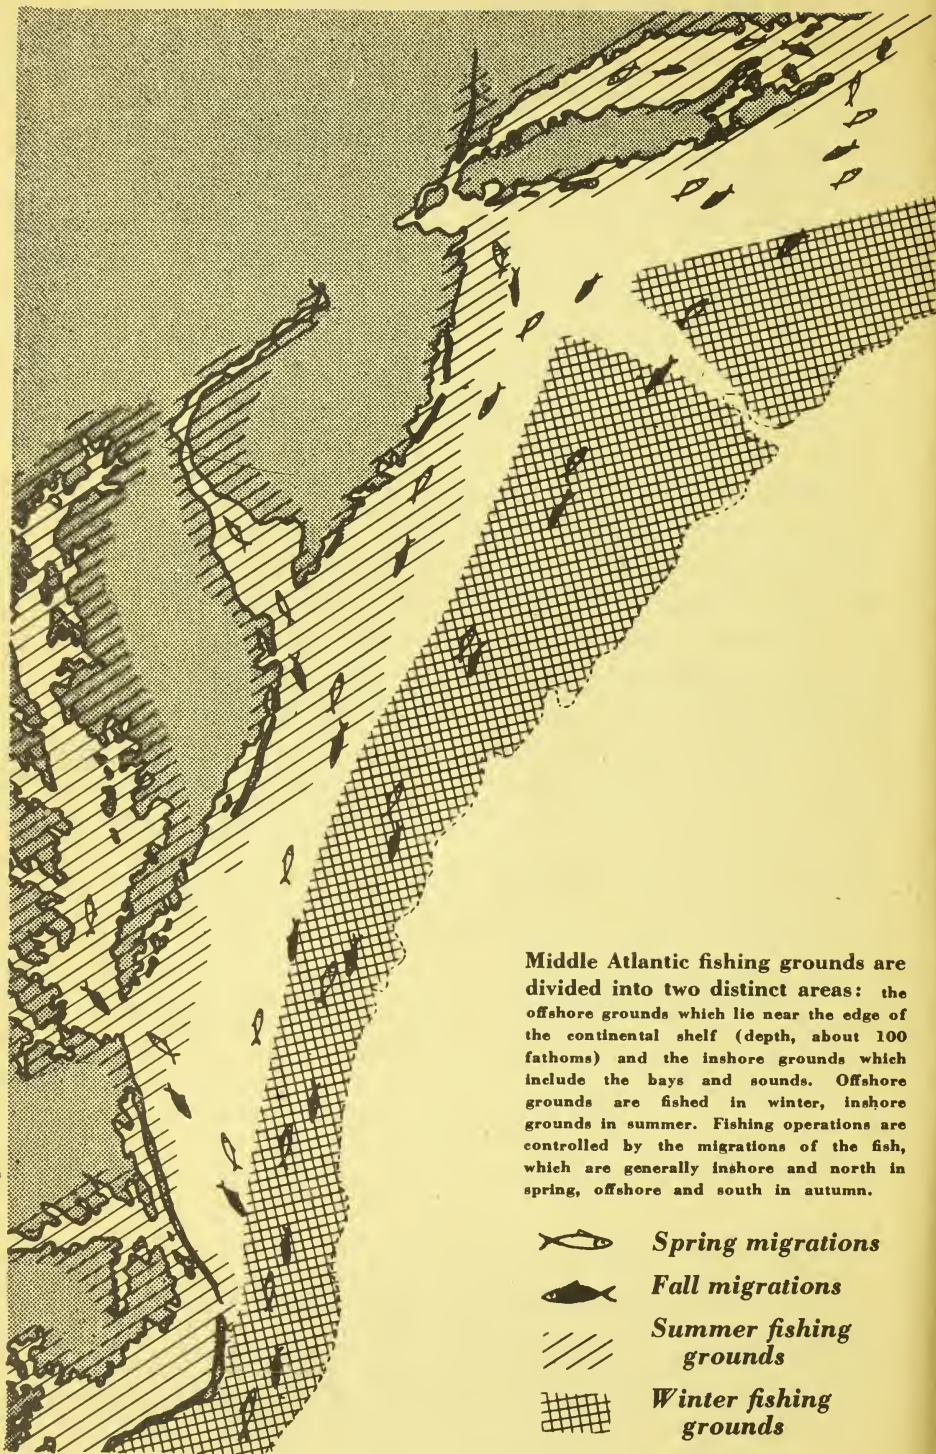 Middle Atlantic fishing grounds are
divided into two distinct areas: the
offshore grounds which lie near the edge of
the continental shelf (depth, about 100
fathoms) and the inshore grounds which
include the bays and sounds. Offshore
grounds are fished in winter, inshore
grounds in summer. Fishing operations are
controlled by the migrations of the fish,
which are generally inshore and north in
spring, offshore and south in autumn.
Spring migrations
Fall migrations
Summer fishing
grounds
Winter fishing
grounds